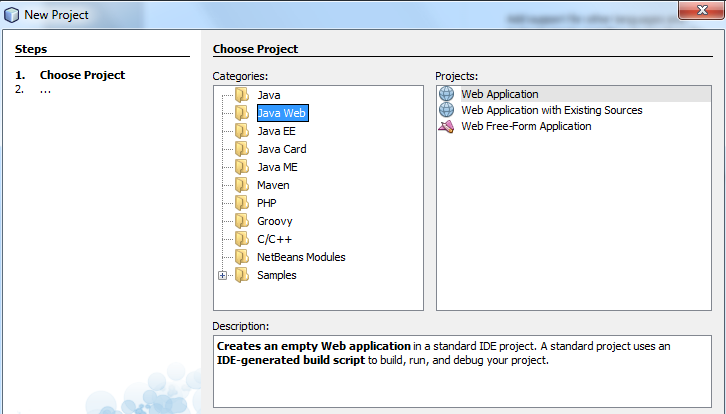 New Project
Steps
1. Choose Project
2. ...
Choose Project
Categories:
Java
Java Web
Java EE
Java Card
Java ME
Maven
PHP
Groovy
C/C++
NetBeans Modules
Samples
Projects:
Web Application
Web Application with Existing Sources
Web Free-Form Application
Description:
Creates an empty Web application in a standard IDE project. A standard project uses an
IDE-generated build script to build, run, and debug your project.